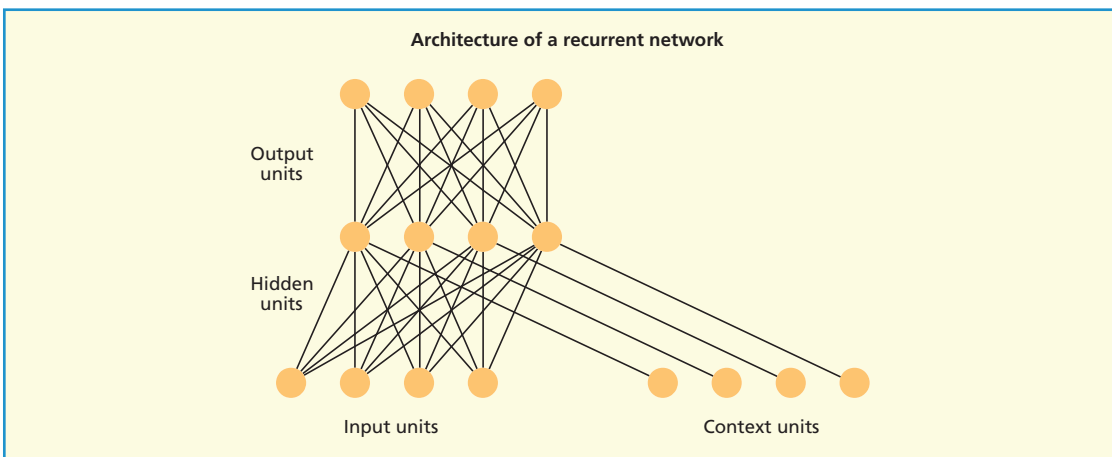 Architecture of a recurrent network
Output
units
Hidden
units
Input units
Context units